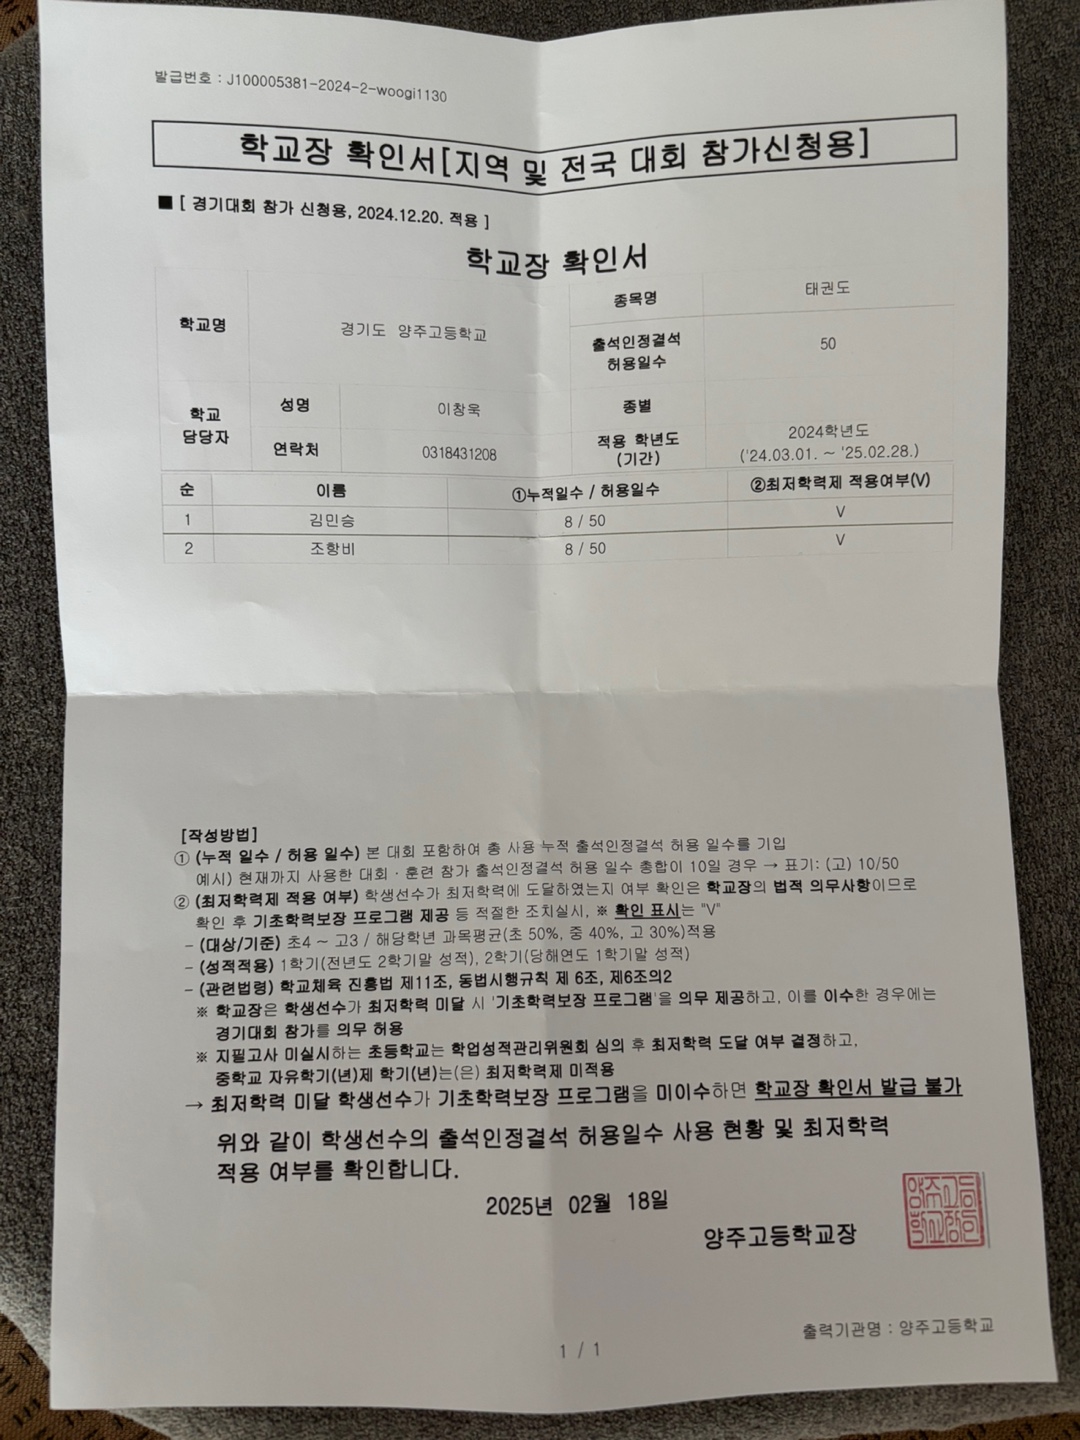 발급번호 : J100005381-2024-2-woogi1130
학교장 확인서[지역 및 전국 대회 참가신청용]
■ [ 경기대회 참가 신청용, 2024.12.20. 적용 ]
학교장 확인서
학교명
경기도 양주고등학교
종목명
태권도
출석인정결석
허용일수
50
학교
담당자
성명
이창욱
종별
연락처
0318431208
적용 학년도
(기간)
2024학년도
('24.03.01. ~ '25.02.28.)
순 이름 ①누적일수 / 허용일수 ②최저학력제 적용여부(V)
1 김민승 8 / 50 V
2 조항비 8 / 50 V
[작성방법]
① (누적 일수 / 허용 일수) 본 대회 포함하여 총 사용 누적 출석인정결석 허용 일수를 기입
예시) 현재까지 사용한 대회 · 훈련 참가 출석인정결석 허용 일수 총합이 10일 경우 → 표기: (고) 10/50
② (최저학력제 적용 여부) 학생선수가 최저학력에 도달하였는지 여부 확인은 학교장의 법적 의무사항이므로
확인 후 기초학력보장 프로그램 제공 등 적절한 조치실시, ※ 확인 표시는 "V"
- (대상/기준) 초4 ~ 고3 / 해당학년 과목평균(초 50%, 중 40%, 고 30%)적용
- (성적적용) 1학기(전년도 2학기말 성적), 2학기(당해연도 1학기말 성적)
- (관련법령) 학교체육 진흥법 제11조, 동법시행규칙 제 6조, 제6조의2
※ 학교장은 학생선수가 최저학력 미달 시 '기초학력보장 프로그램'을 의무 제공하고, 이를 이수한 경우에는
경기대회 참가를 의무 허용
※ 지필고사 미실시하는 초등학교는 학업성적관리위원회 심의 후 최저학력 도달 여부 결정하고,
중학교 자유학기(년)제 학기(년)는(은) 최저학력제 미적용
→ 최저학력 미달 학생선수가 기초학력보장 프로그램을 미이수하면 학교장 확인서 발급 불가
위와 같이 학생선수의 출석인정결석 허용일수 사용 현황 및 최저학력
적용 여부를 확인합니다.
2025년 02월 18일
양주고등학교장
양주고등
학교장인
출력기관명 : 양주고등학교
1 / 1